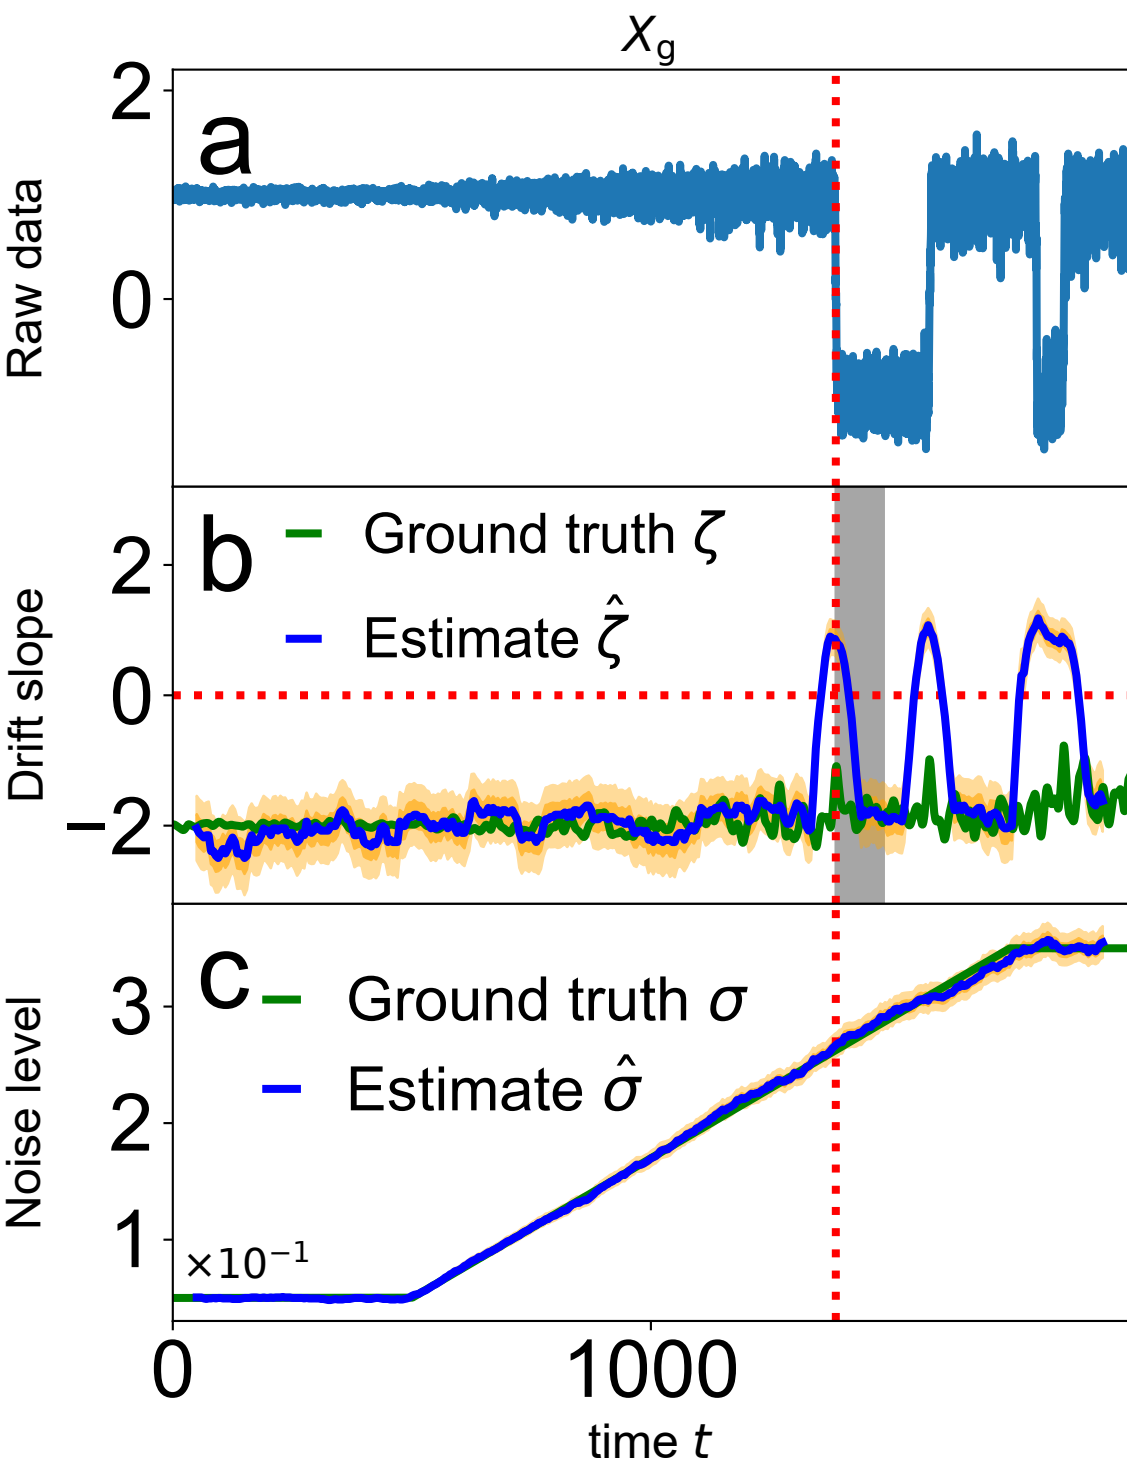 Xg
2
a
Raw data
0
b
Ground truth ζ
2
Estimate ζ̂
Drift slope
0
−2
c
Ground truth σ
3
Estimate σ̂
Noise level
2
1
×10⁻¹
0
1000
time t